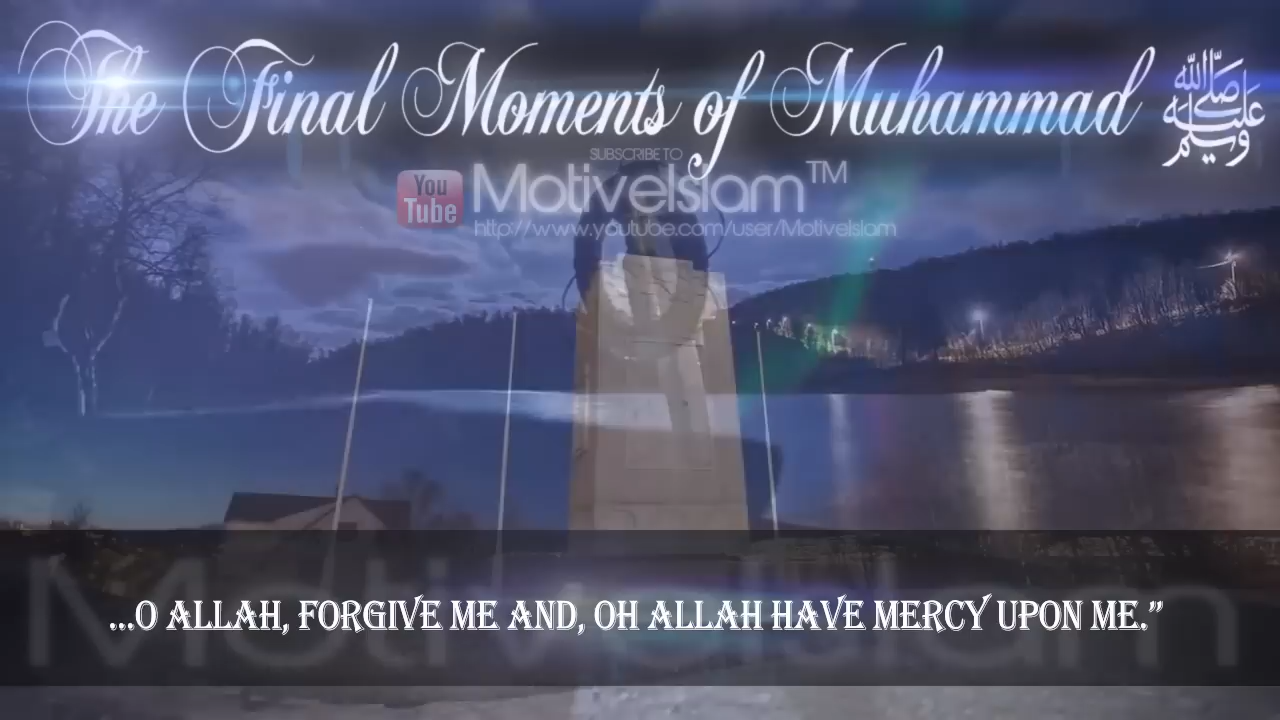 The Final Moments of Muhammad صلى الله عليه وسلم
SUBSCRIBE TO
You Tube MotiveIslam™
http://www.youtube.com/user/MotiveIslam
...O ALLAH, FORGIVE ME AND, OH ALLAH HAVE MERCY UPON ME.”
MotiveIslam